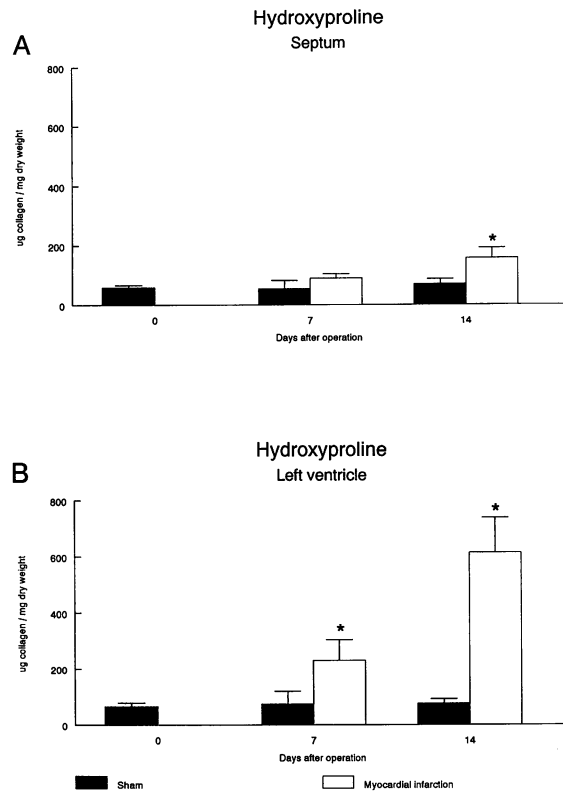 Hydroxyproline
A
Septum
800
600
400
200
0
ug collagen / mg dry weight
*
0
7
14
Days after operation
Hydroxyproline
B
Left ventricle
800
600
400
200
0
ug collagen / mg dry weight
*
*
0
7
14
Days after operation
Sham
Myocardial infarction